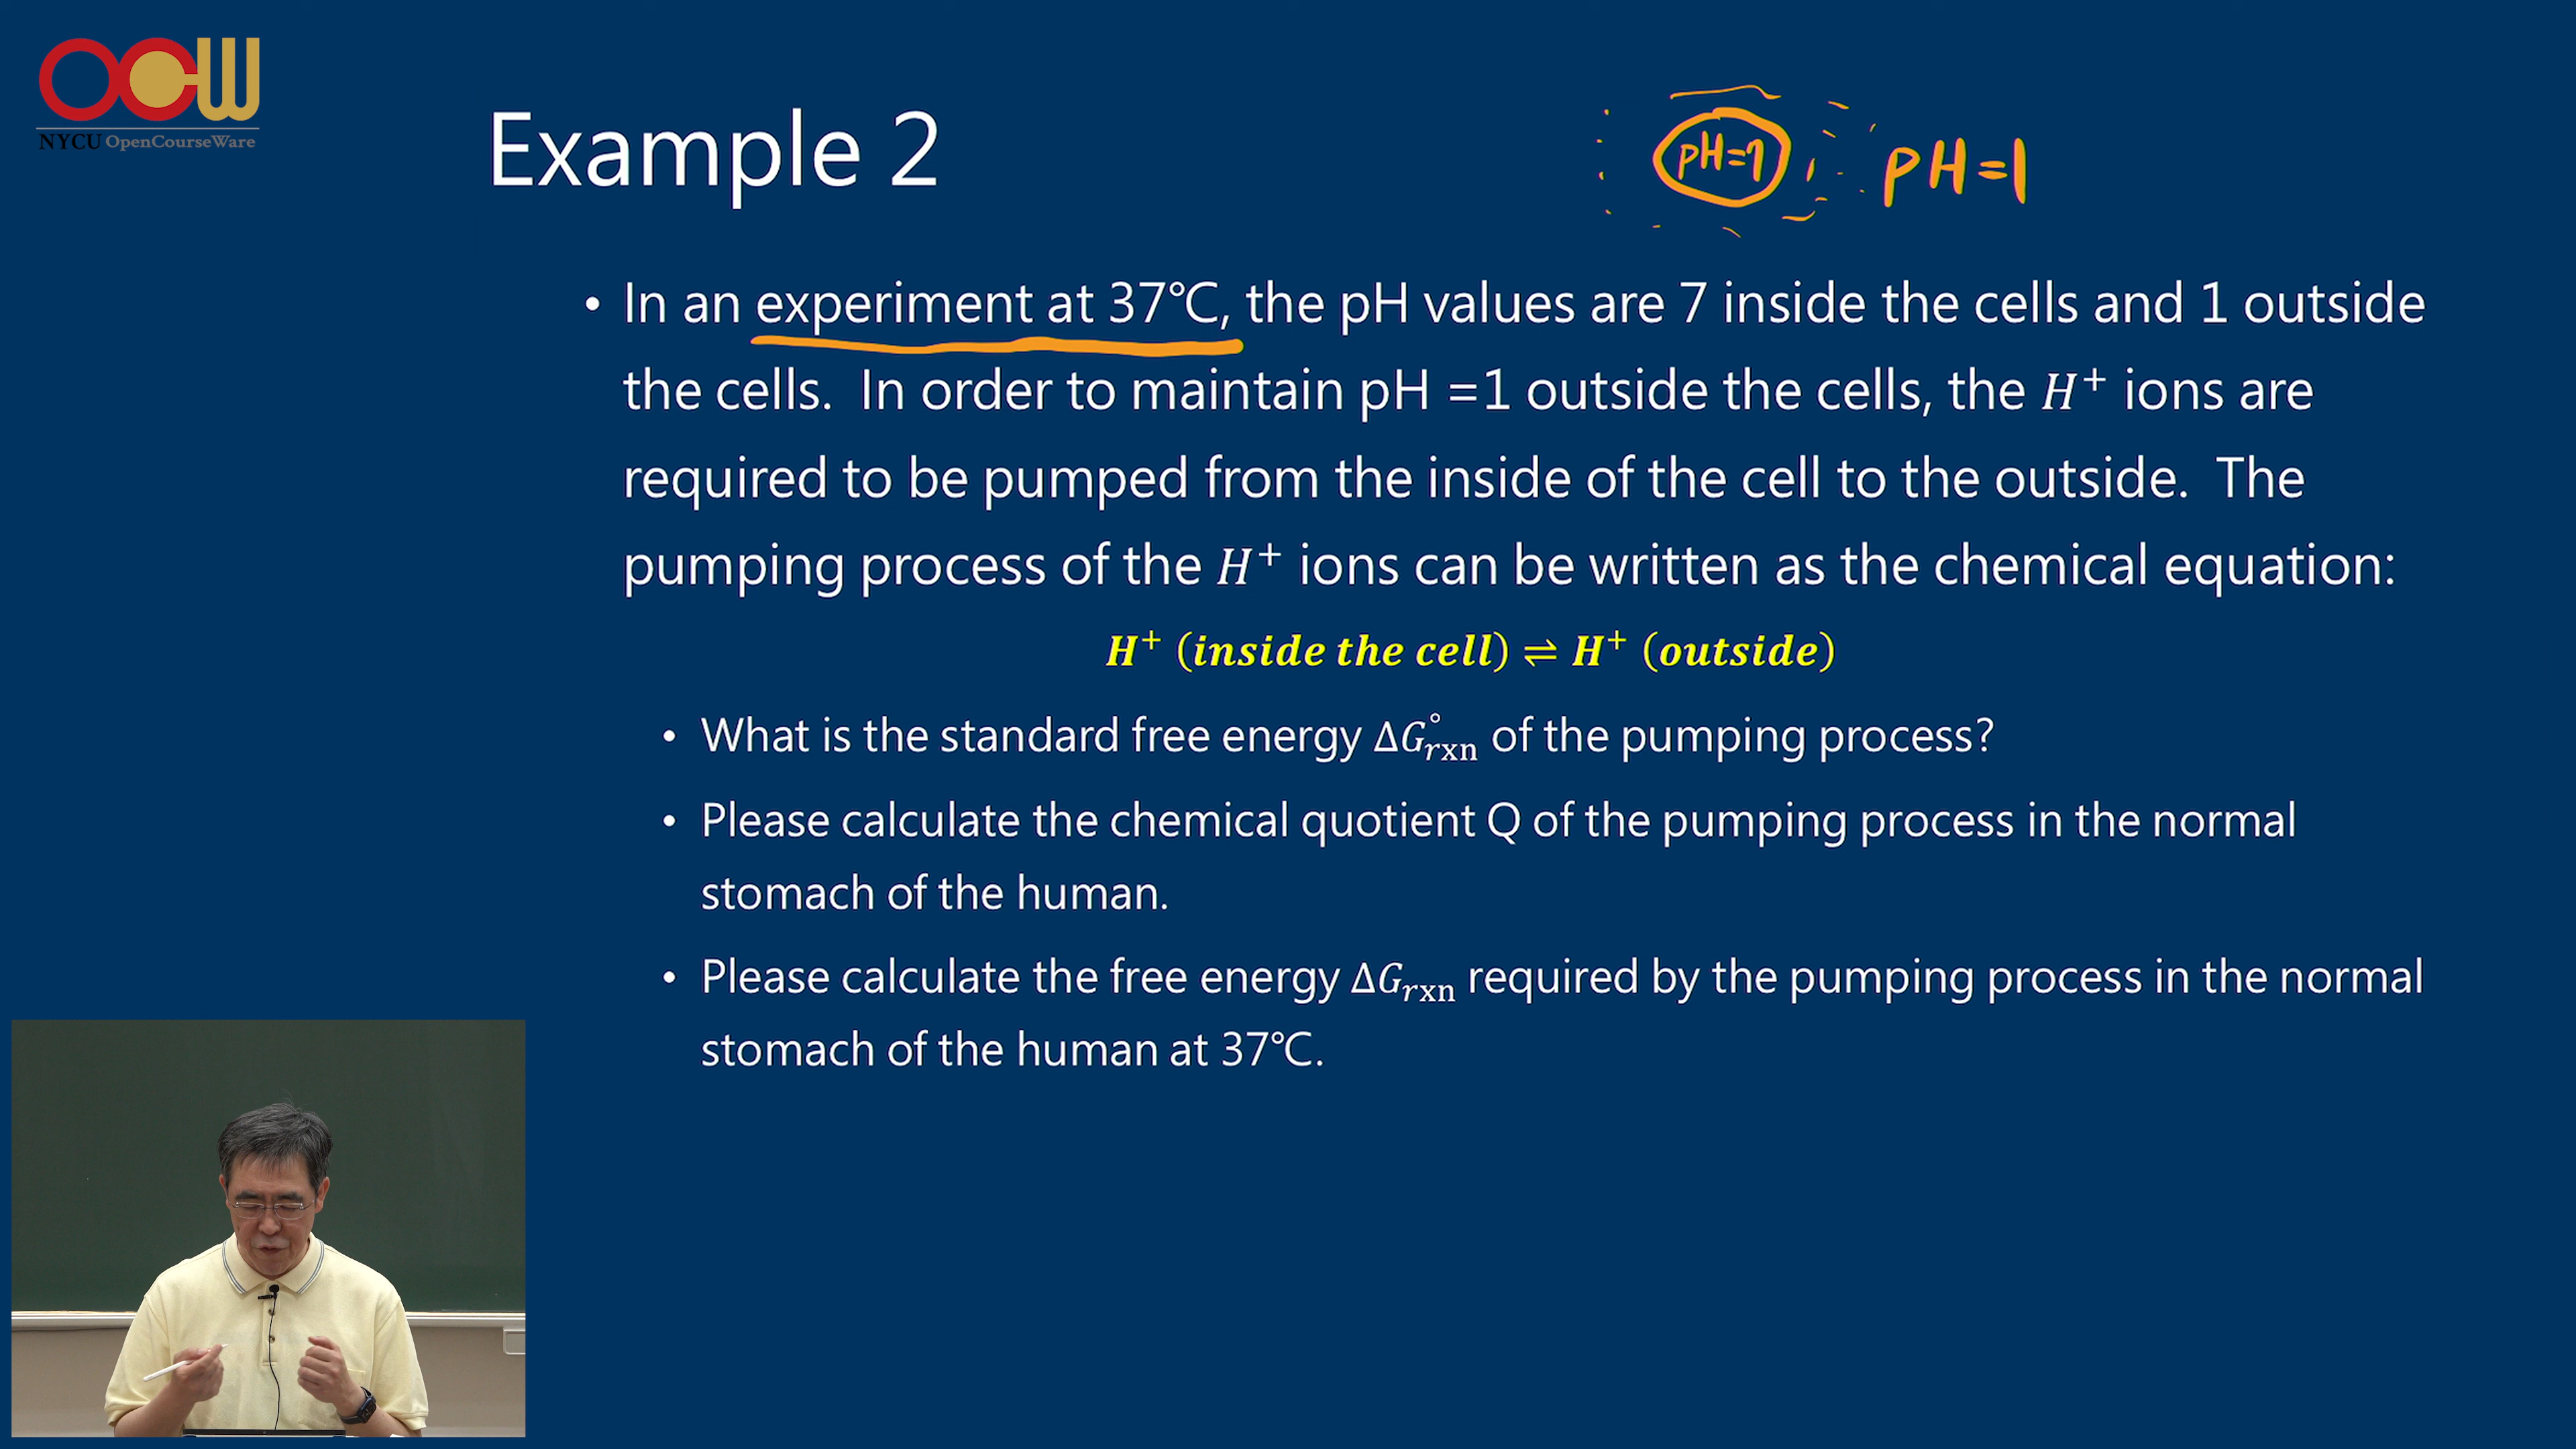 OCW
NYCU OpenCourseWare
Example 2
pH=7
pH=1
• In an experiment at 37℃, the pH values are 7 inside the cells and 1 outside
the cells. In order to maintain pH =1 outside the cells, the H⁺ ions are
required to be pumped from the inside of the cell to the outside. The
pumping process of the H⁺ ions can be written as the chemical equation:
H⁺ (inside the cell) ⇌ H⁺ (outside)
• What is the standard free energy ΔG°rxn of the pumping process?
• Please calculate the chemical quotient Q of the pumping process in the normal
stomach of the human.
• Please calculate the free energy ΔGrxn required by the pumping process in the normal
stomach of the human at 37℃.